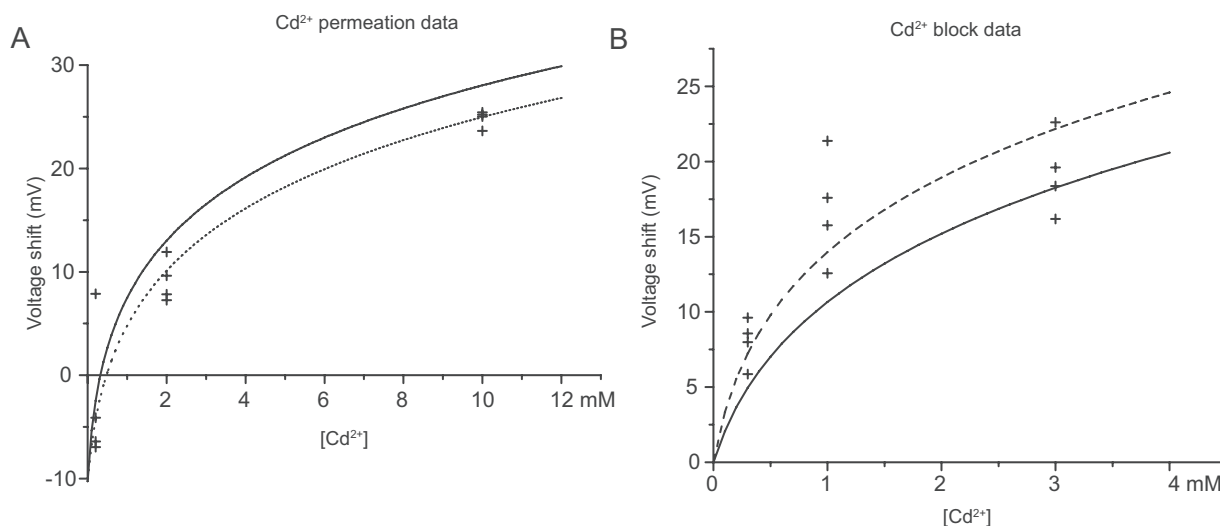 A
Cd²⁺ permeation data
Voltage shift (mV)
30
20
10
0
-10
2
4
6
8
10
12 mM
[Cd²⁺]
B
Cd²⁺ block data
Voltage shift (mV)
25
20
15
10
5
0
0
1
2
3
4 mM
[Cd²⁺]